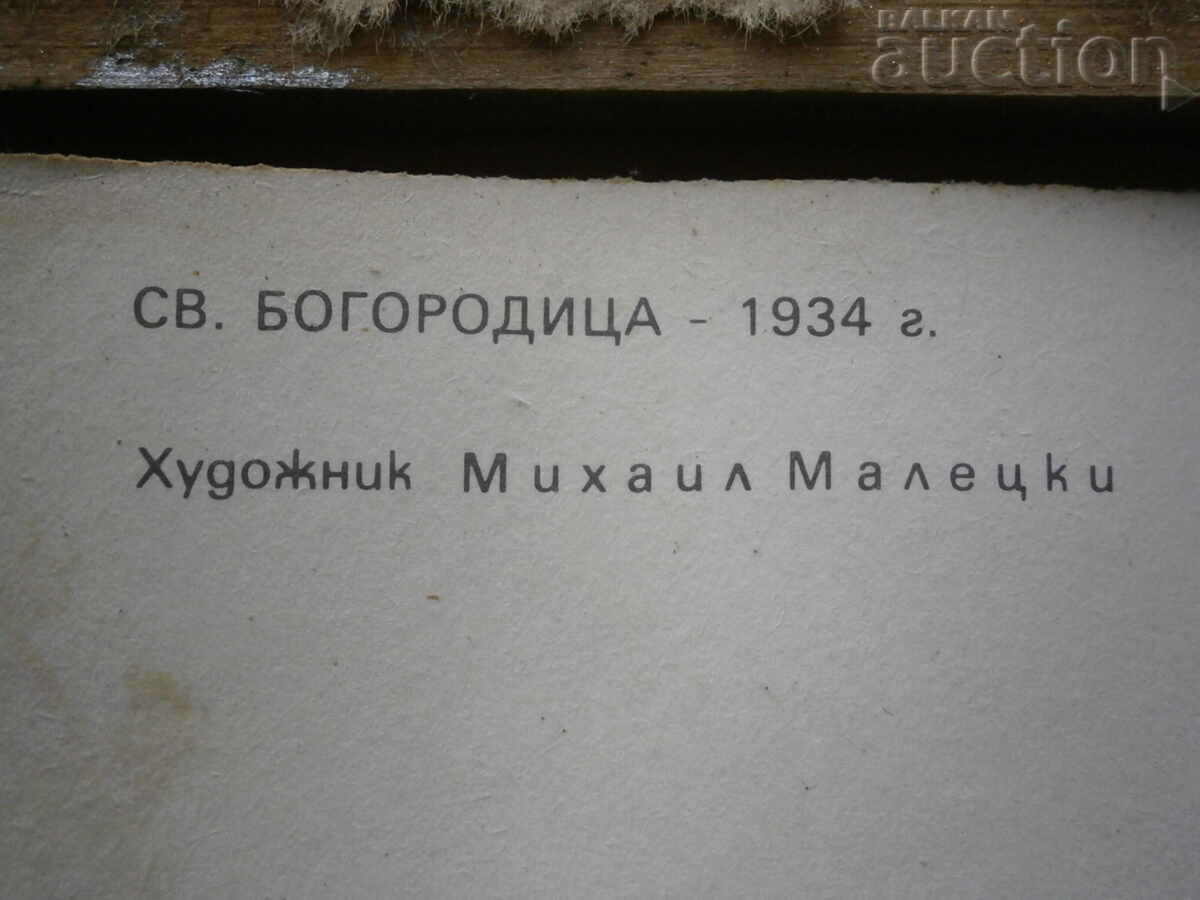 BALKAN
auction
СВ. БОГОРОДИЦА - 1934 г.
Художник Михаил Малецки